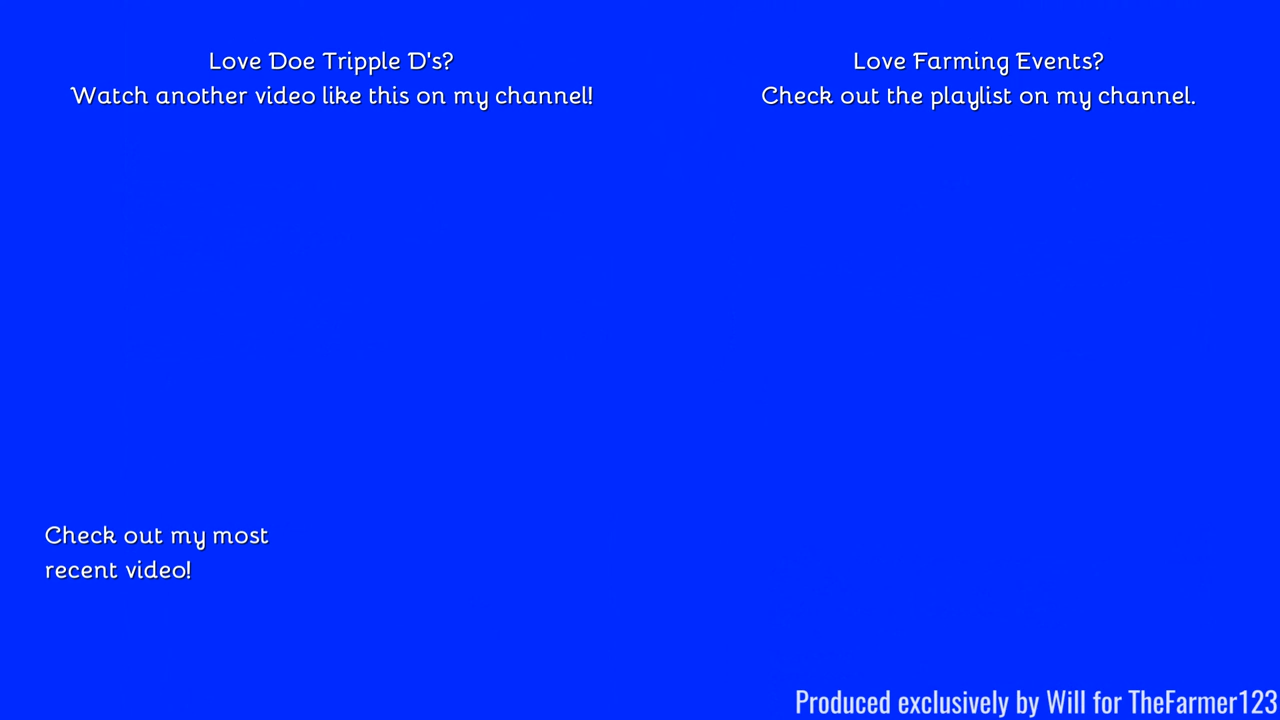 Love Doe Tripple D's?
Watch another video like this on my channel!
Love Farming Events?
Check out the playlist on my channel.
Check out my most
recent video!
Produced exclusively by Will for TheFarmer123